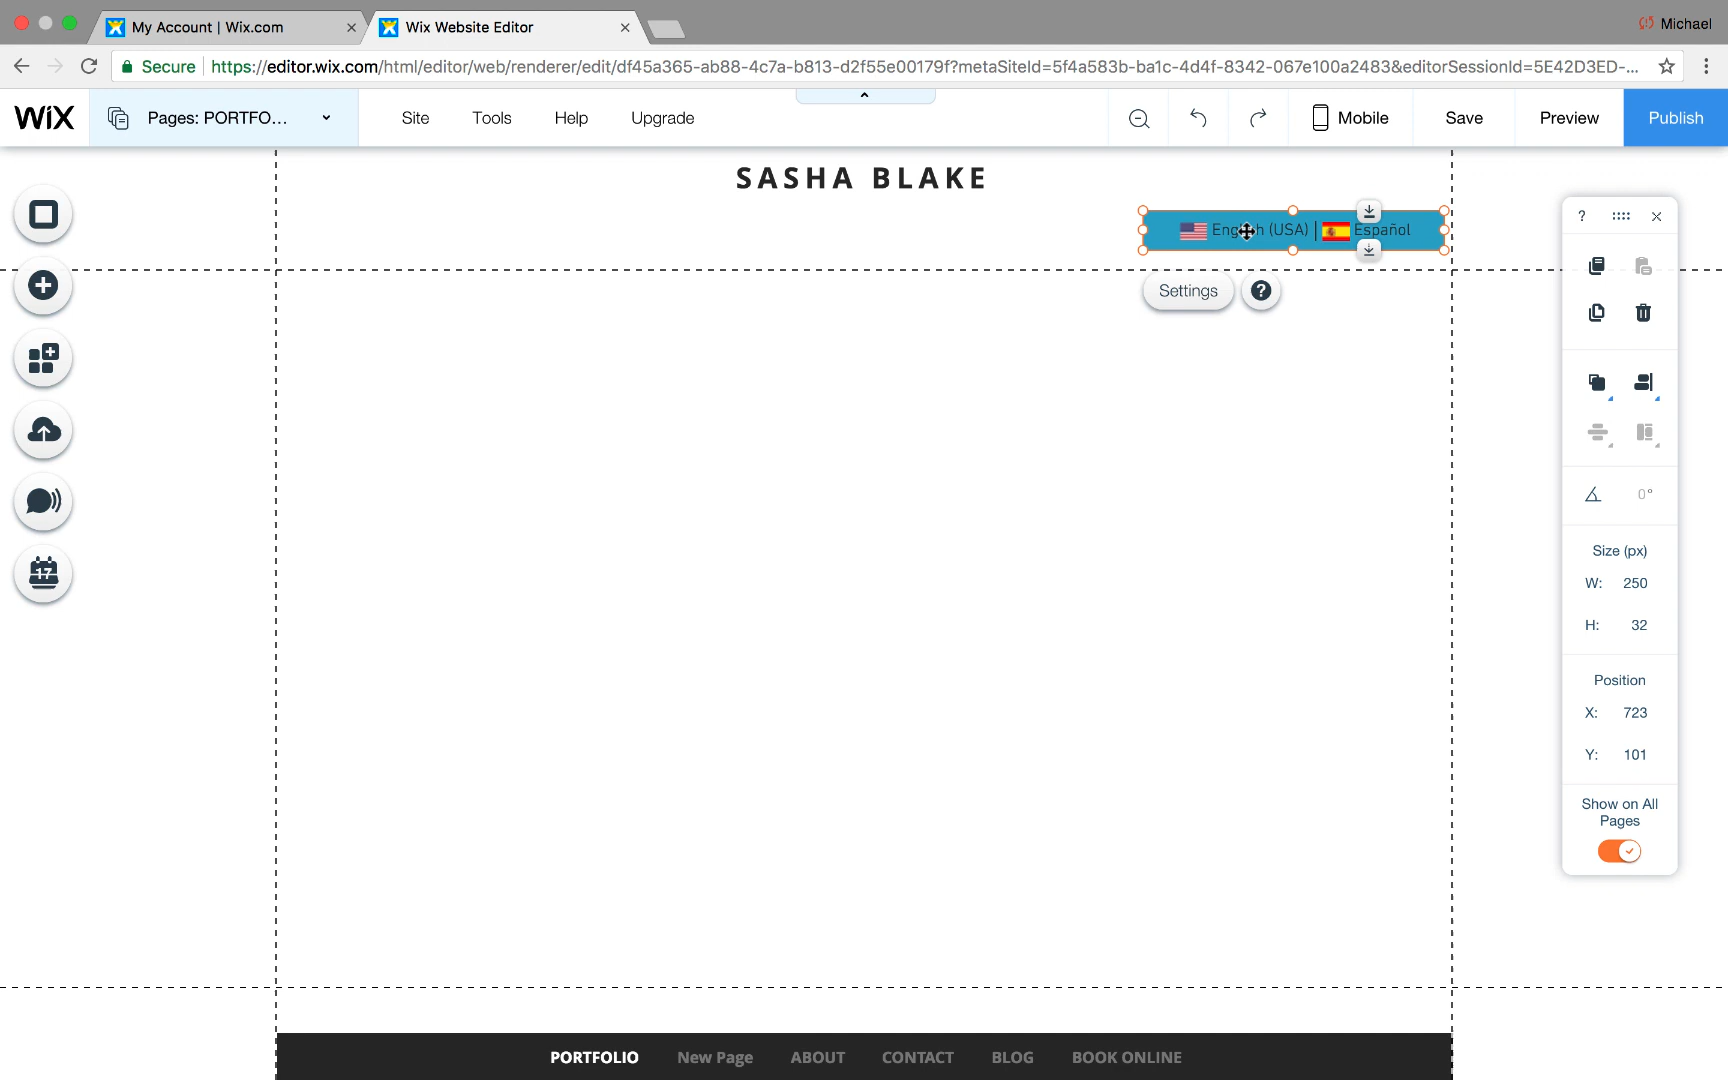 My Account | Wix.com
Wix Website Editor
Michael
Secure
https://editor.wix.com/html/editor/web/renderer/edit/df45a365-ab88-4c7a-b813-d2f55e00179f?metaSiteId=5f4a583b-ba1c-4d4f-8342-067e100a2483&editorSessionId=5E42D3ED-...
WiX
Pages: PORTFO...
Site
Tools
Help
Upgrade
Mobile
Save
Preview
Publish
SASHA BLAKE
English (USA) | Español
Settings
?
?
17
0°
Size (px)
W: 250
H: 32
Position
X: 723
Y: 101
Show on All
Pages
PORTFOLIO New Page ABOUT CONTACT BLOG BOOK ONLINE